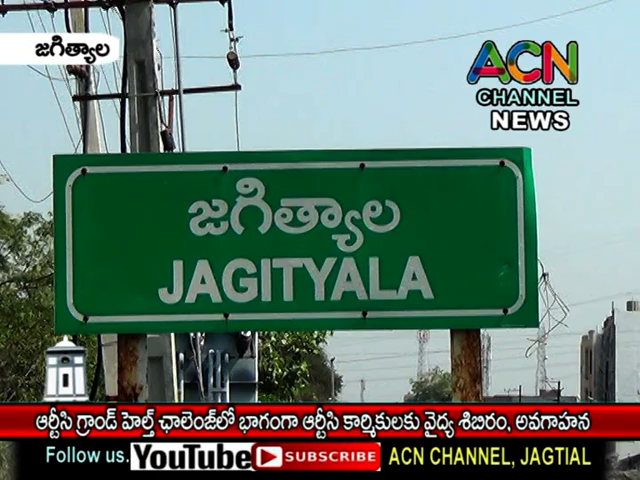 జగిత్యాల
ACN
CHANNEL
NEWS
జగిత్యాల
JAGITYALA
ఆర్టీసి గ్రాండ్ హెల్త్ ఛాలెంజ్‌లో భాగంగా ఆర్టీసి కార్మికులకు వైద్య శిబిరం, అవగాహన
Follow us. YouTube SUBSCRIBE ACN CHANNEL, JAGTIAL